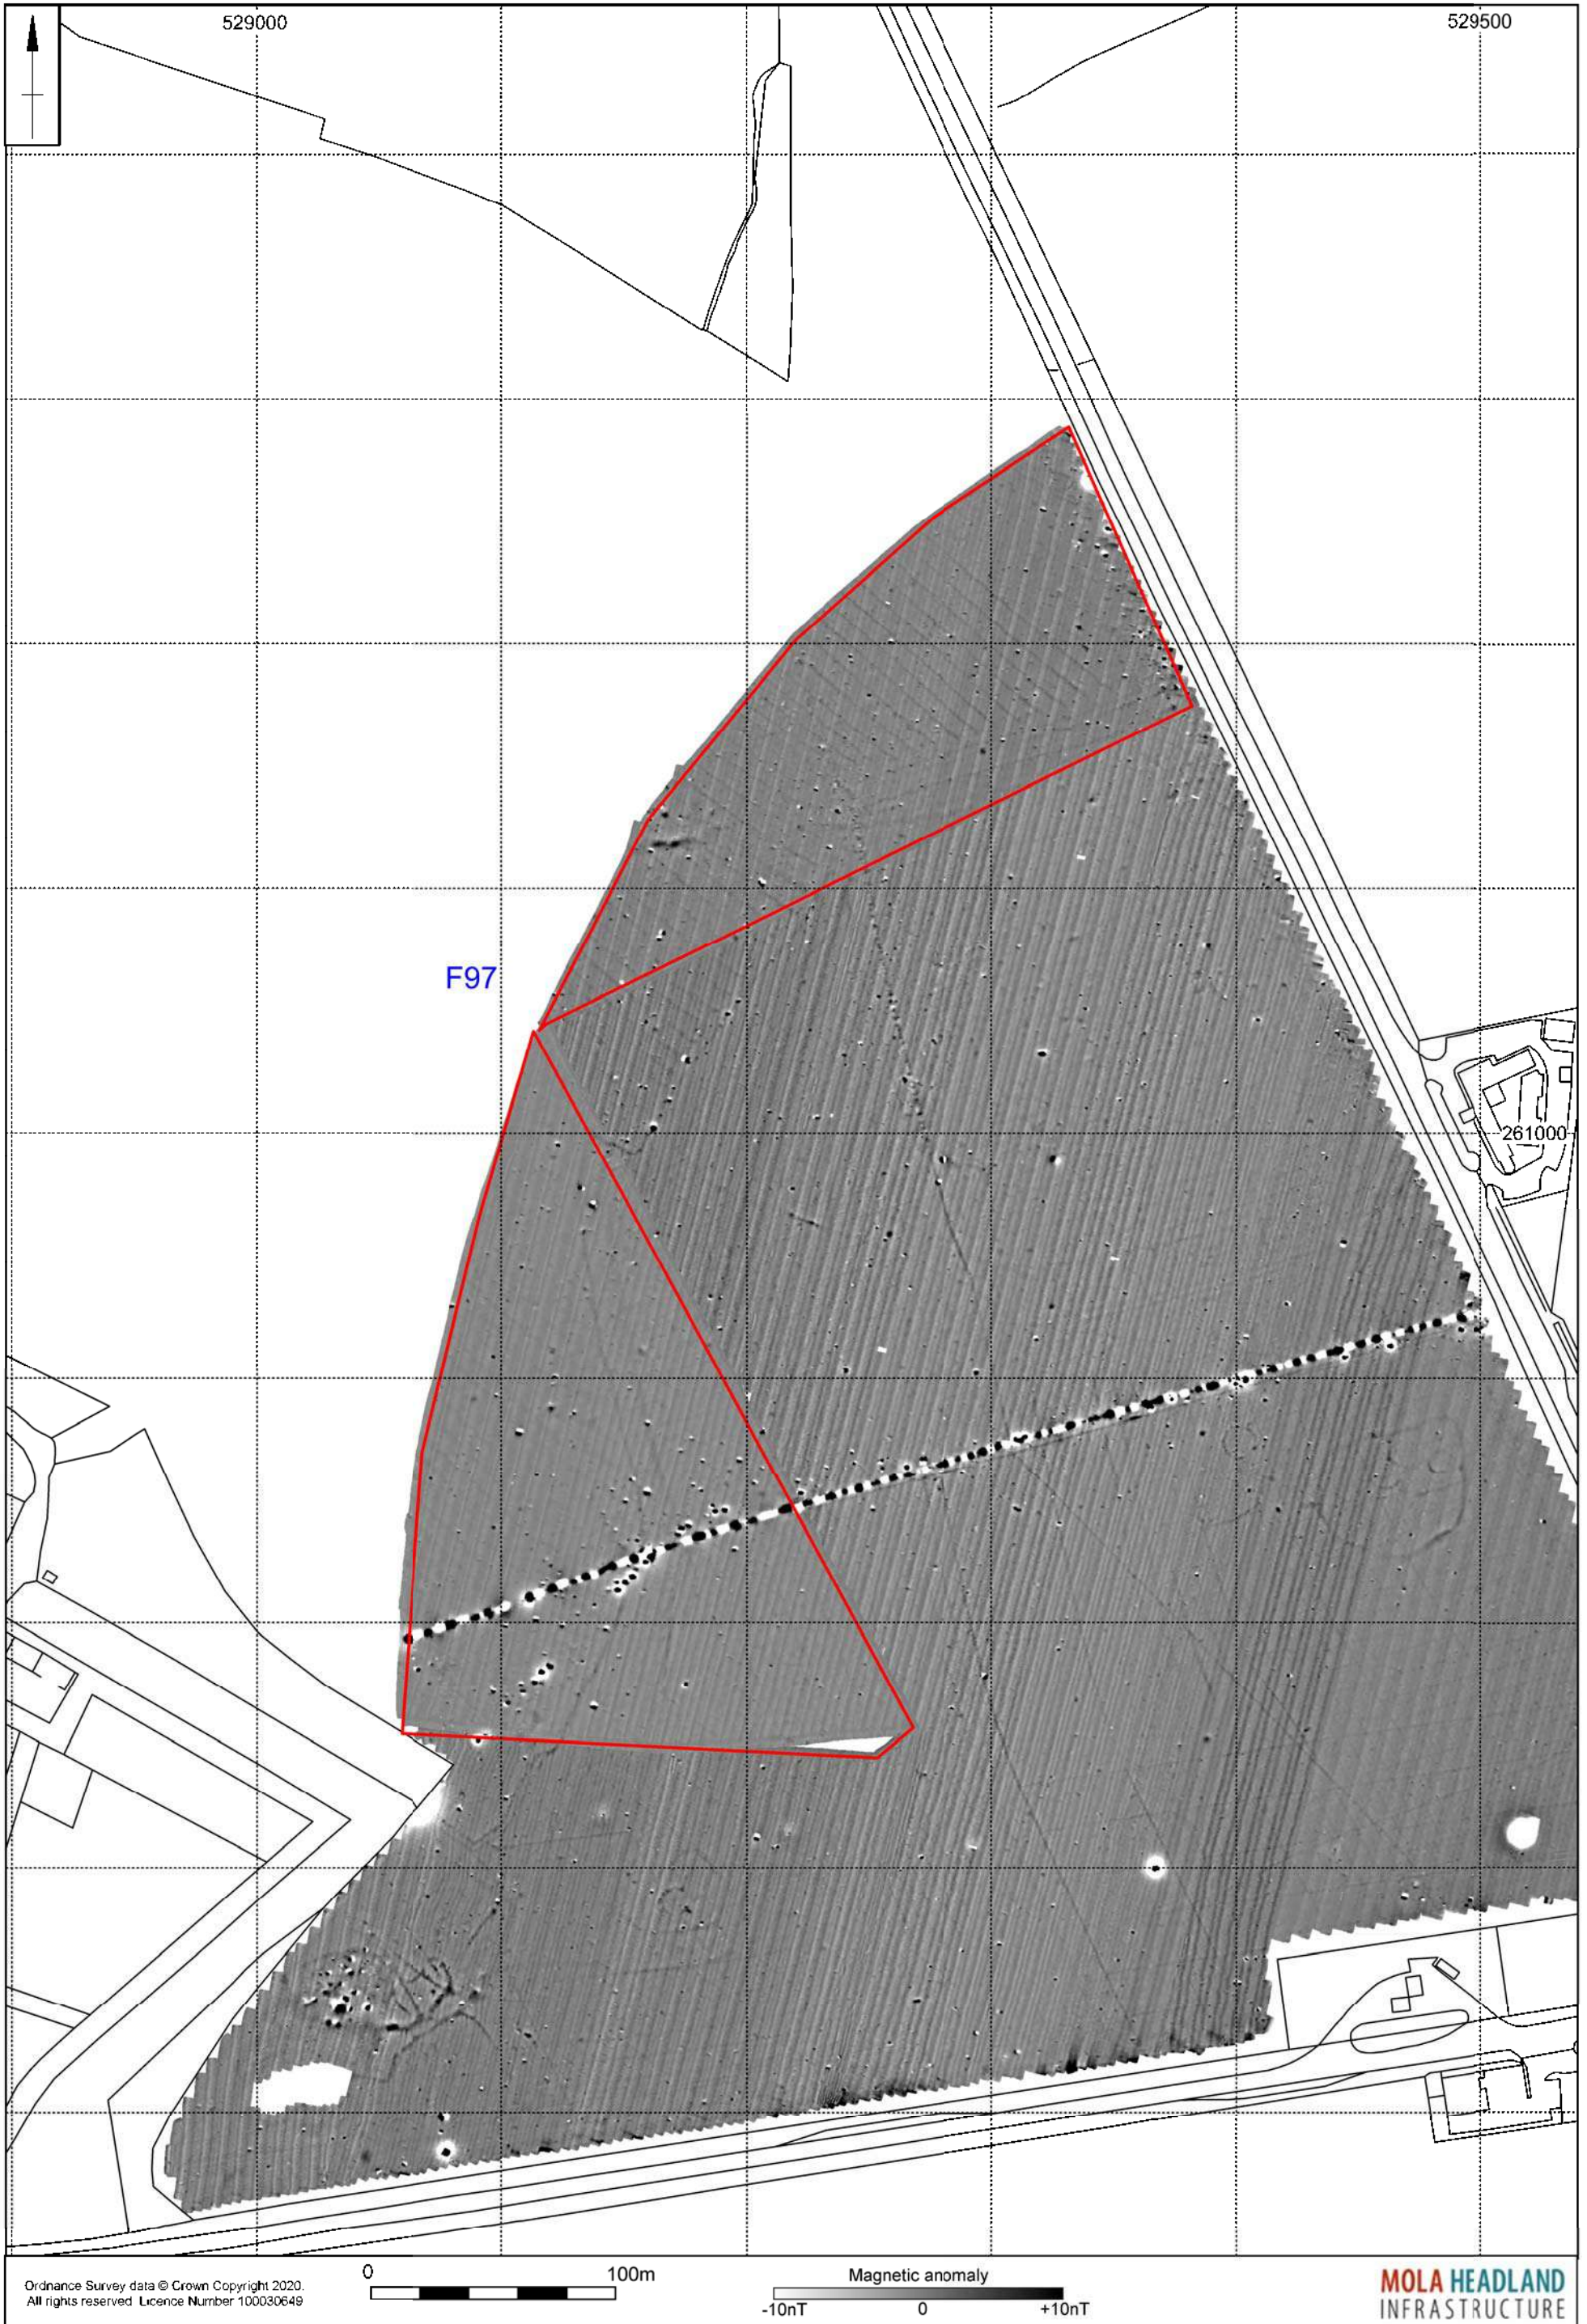 529000
529500
F97
261000
Ordnance Survey data © Crown Copyright 2020.
All rights reserved Licence Number 100030649
0
100m
Magnetic anomaly
-10nT
0
+10nT
MOLA HEADLAND
INFRASTRUCTURE